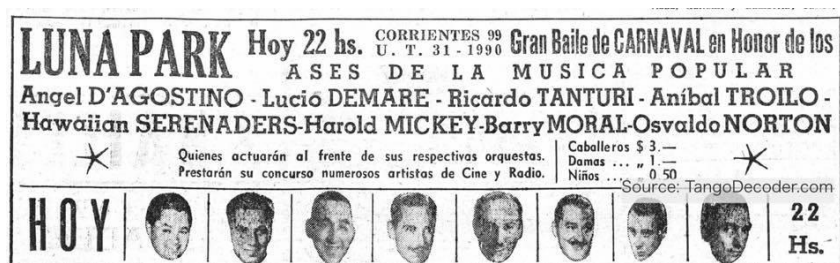 LUNA PARK Hoy 22 hs. CORRIENTES 99 U. T. 31-1990 Gran Baile de CARNAVAL en Honor de los
ASES DE LA MUSICA POPULAR
Angel D'AGOSTINO - Lucio DEMARE - Ricardo TANTURI - Aníbal TROILO -
Hawaiian SERENADERS-Harold MICKEY-Barry MORAL-Osvaldo NORTON
Quienes actuarán al frente de sus respectivas orquestas.
Prestarán su concurso numerosos artistas de Cine y Radio.
Caballeros $ 3.—
Damas ... „ 1.—
Niños .... „ 0.50
Source: TangoDecoder.com
HOY 22 Hs.